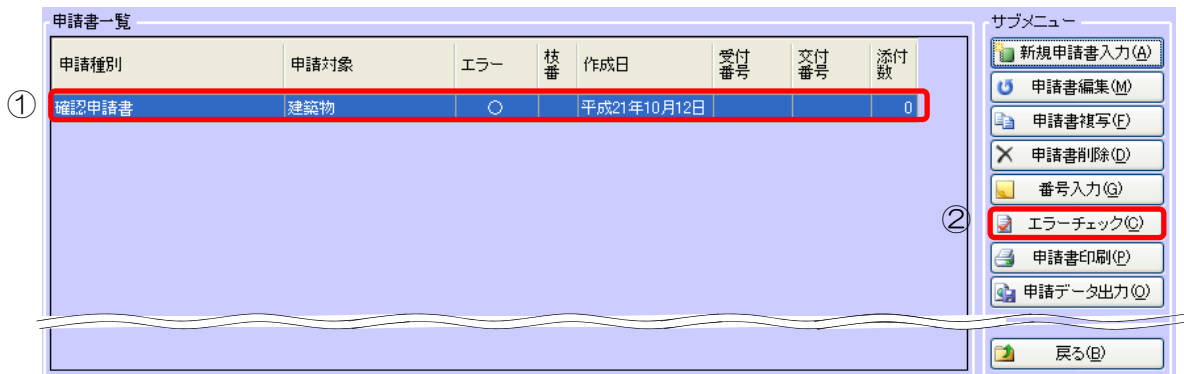 申請書一覧
申請種別 申請対象 エラー 枝番 作成日 受付番号 交付番号 添付数
① 確認申請書 建築物 ○ 平成21年10月12日 0
サブメニュー
新規申請書入力(A)
申請書編集(M)
申請書複写(F)
申請書削除(D)
番号入力(G)
② エラーチェック(C)
申請書印刷(P)
申請データ出力(O)
戻る(B)